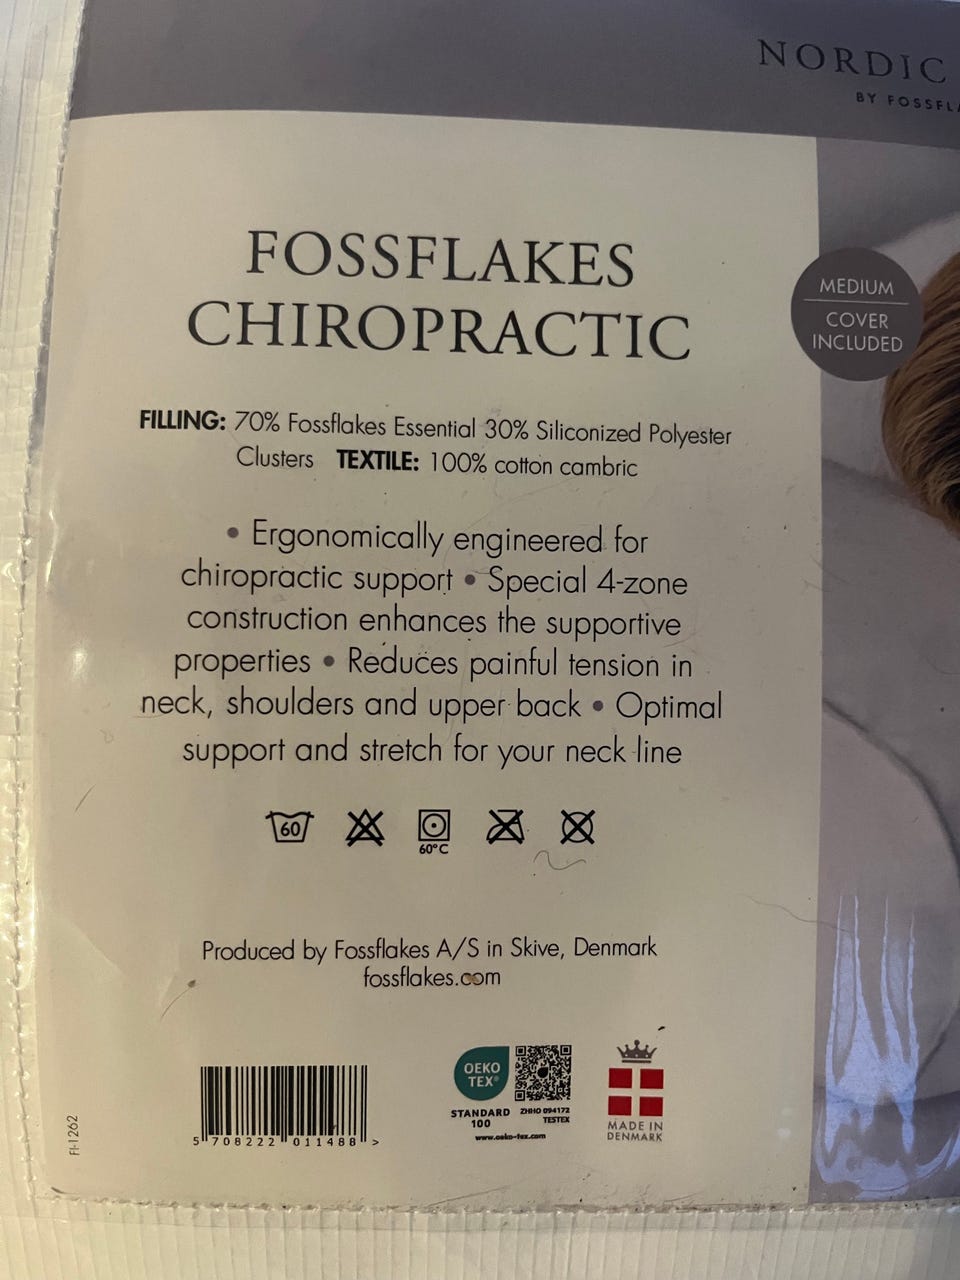 NORDIC
BY FOSSFLA
FOSSFLAKES
CHIROPRACTIC
MEDIUM
COVER
INCLUDED
FILLING: 70% Fossflakes Essential 30% Siliconized Polyester
Clusters TEXTILE: 100% cotton cambric
• Ergonomically engineered for
chiropractic support • Special 4-zone
construction enhances the supportive
properties • Reduces painful tension in
neck, shoulders and upper back • Optimal
support and stretch for your neck line
60
60°C
Produced by Fossflakes A/S in Skive, Denmark
fossflakes.com
FI-1262
5 708222 011488 >
OEKO
TEX®
STANDARD
100
ZHHO 094172
TESTEX
www.oeko-tex.com
MADE IN
DENMARK